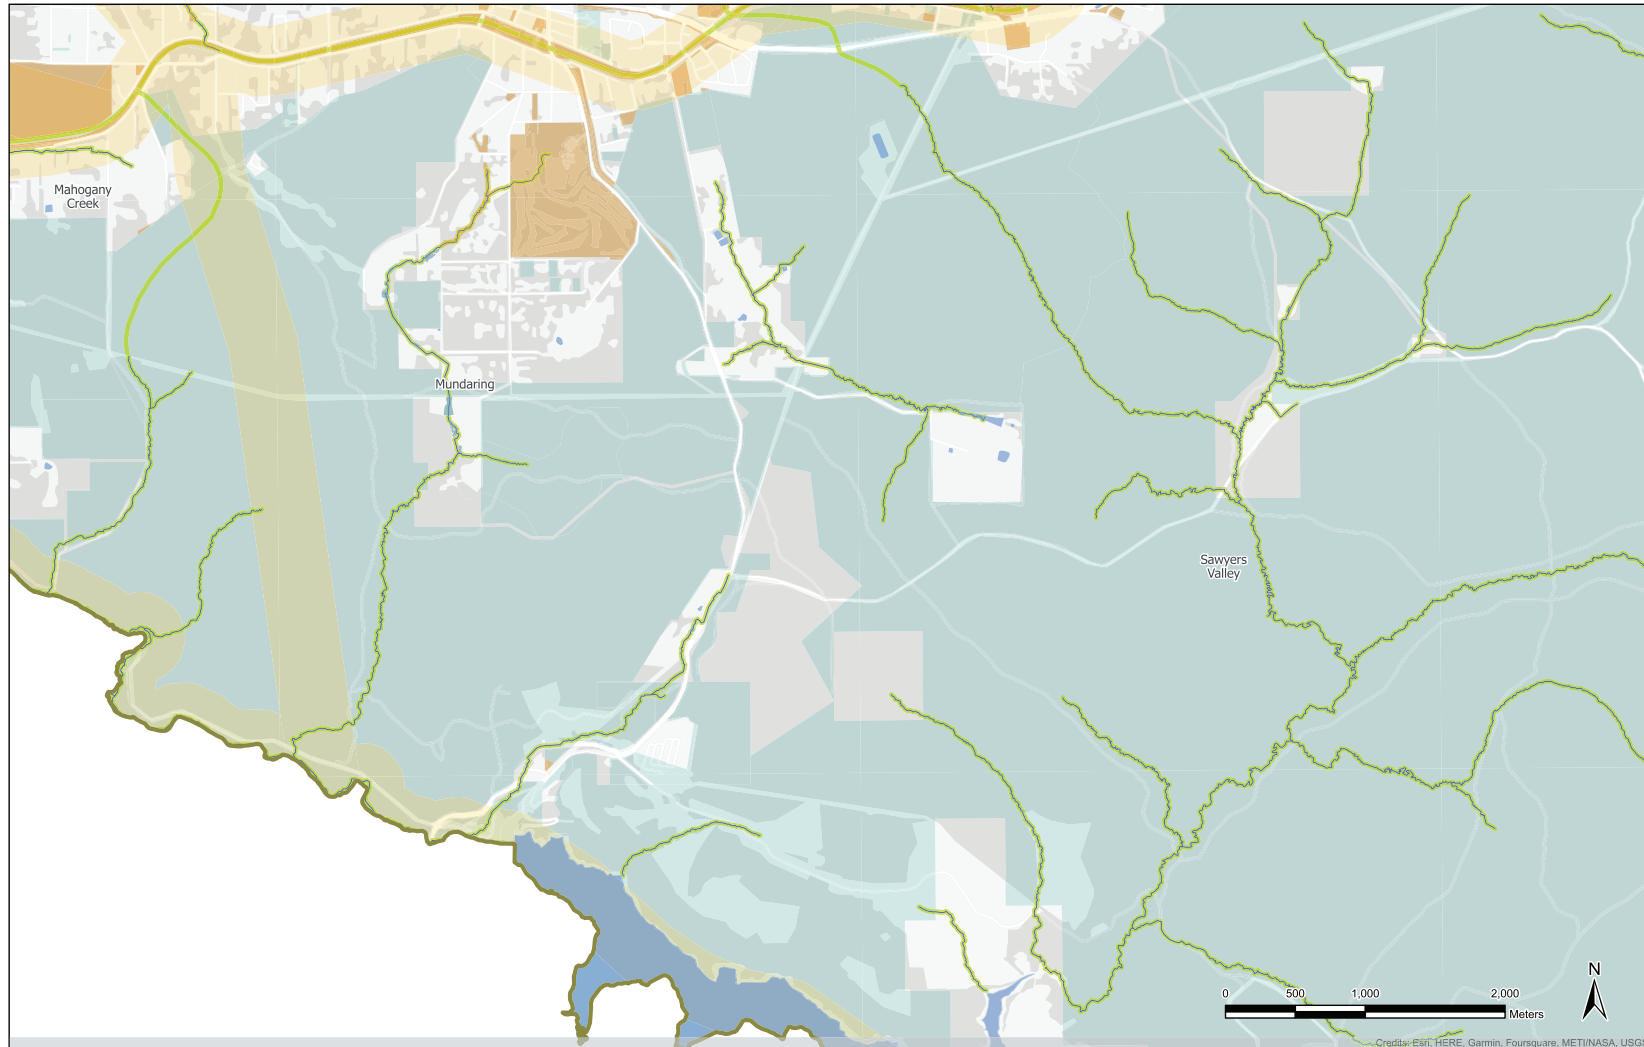 Mahogany
Creek
Mundaring
Sawyers
Valley
N
0 500 1,000 2,000
Meters
Credits: Esri, HERE, Garmin, Foursquare, METI/NASA, USGS